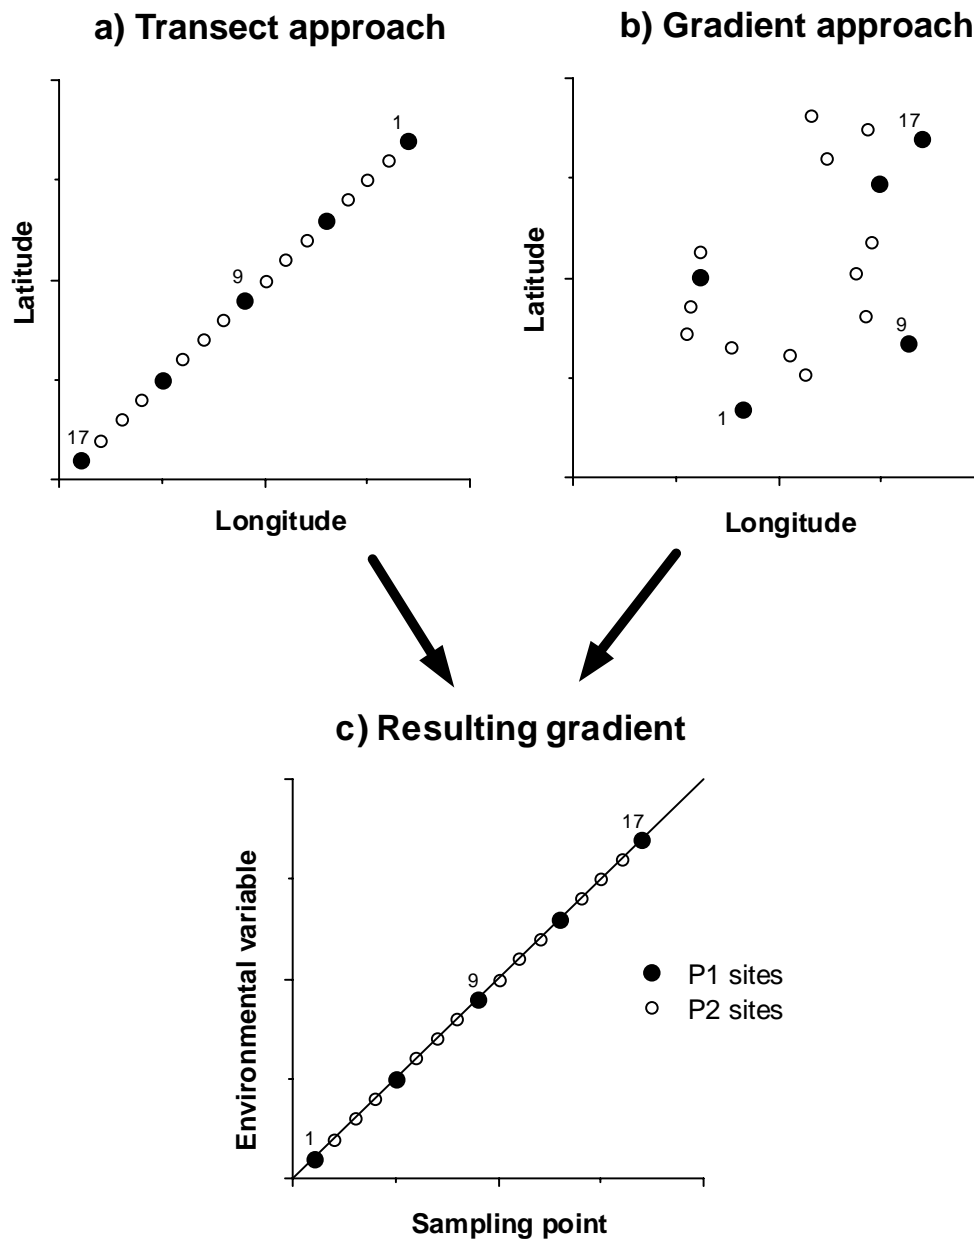 a) Transect approach
b) Gradient approach
1
9
17
Latitude
Longitude
17
9
1
Latitude
Longitude
c) Resulting gradient
17
9
1
P1 sites
P2 sites
Environmental variable
Sampling point